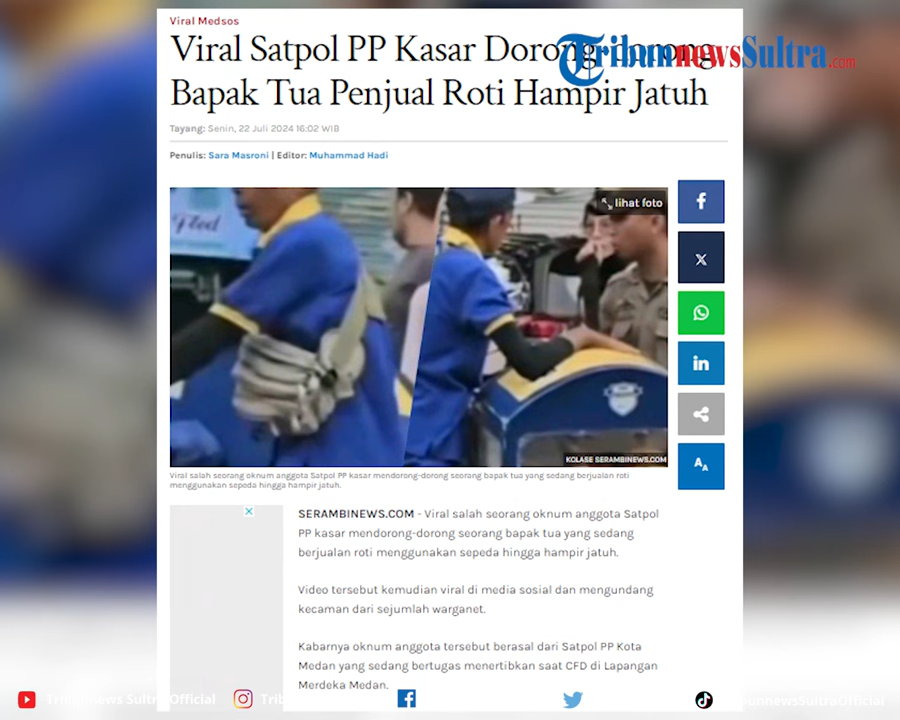 Viral Medsos
Viral Satpol PP Kasar Dorong-dorong
TribunnewsSultra.com
Bapak Tua Penjual Roti Hampir Jatuh
Tayang: Senin, 22 Juli 2024 16:02 WIB
Penulis: Sara Masroni | Editor: Muhammad Hadi
lihat foto
KOLASE SERAMBINEWS.COM
Viral salah seorang oknum anggota Satpol PP kasar mendorong-dorong seorang bapak tua yang sedang berjualan roti
menggunakan sepeda hingga hampir jatuh.
SERAMBINEWS.COM - Viral salah seorang oknum anggota Satpol
PP kasar mendorong-dorong seorang bapak tua yang sedang
berjualan roti menggunakan sepeda hingga hampir jatuh.
Video tersebut kemudian viral di media sosial dan mengundang
kecaman dari sejumlah warganet.
Kabarnya oknum anggota tersebut berasal dari Satpol PP Kota
Medan yang sedang bertugas menertibkan saat CFD di Lapangan
Merdeka Medan.
Tribunnews Sultra Official